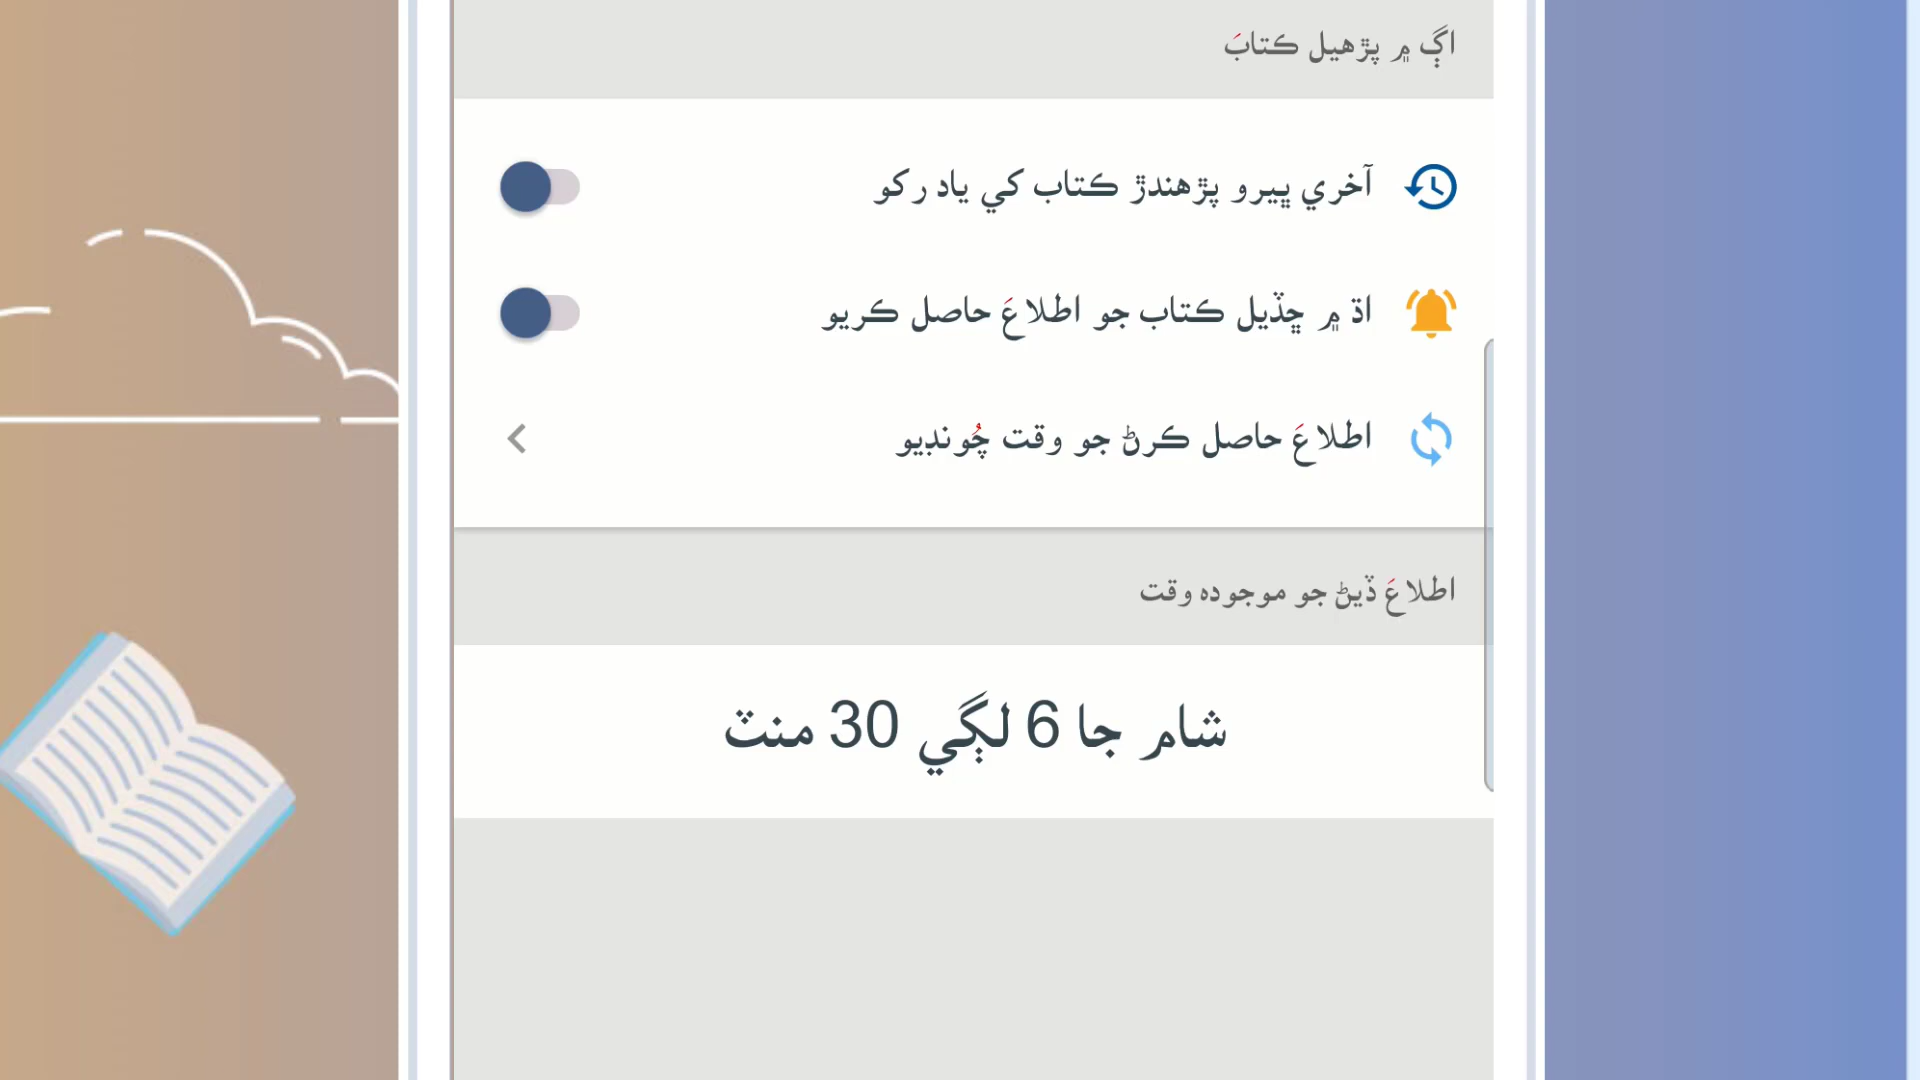 اڳ ۾ پڙهيل ڪتابَ
آخري ڀيرو پڙهندڙ ڪتاب کي ياد رکو
اڌ ۾ ڇڏيل ڪتاب جو اطلاعَ حاصل ڪريو
اطلاعَ حاصل ڪرڻ جو وقت چُونڊيو
اطلاعَ ڏيڻ جو موجوده وقت
شام جا 6 لڳي 30 منٽ